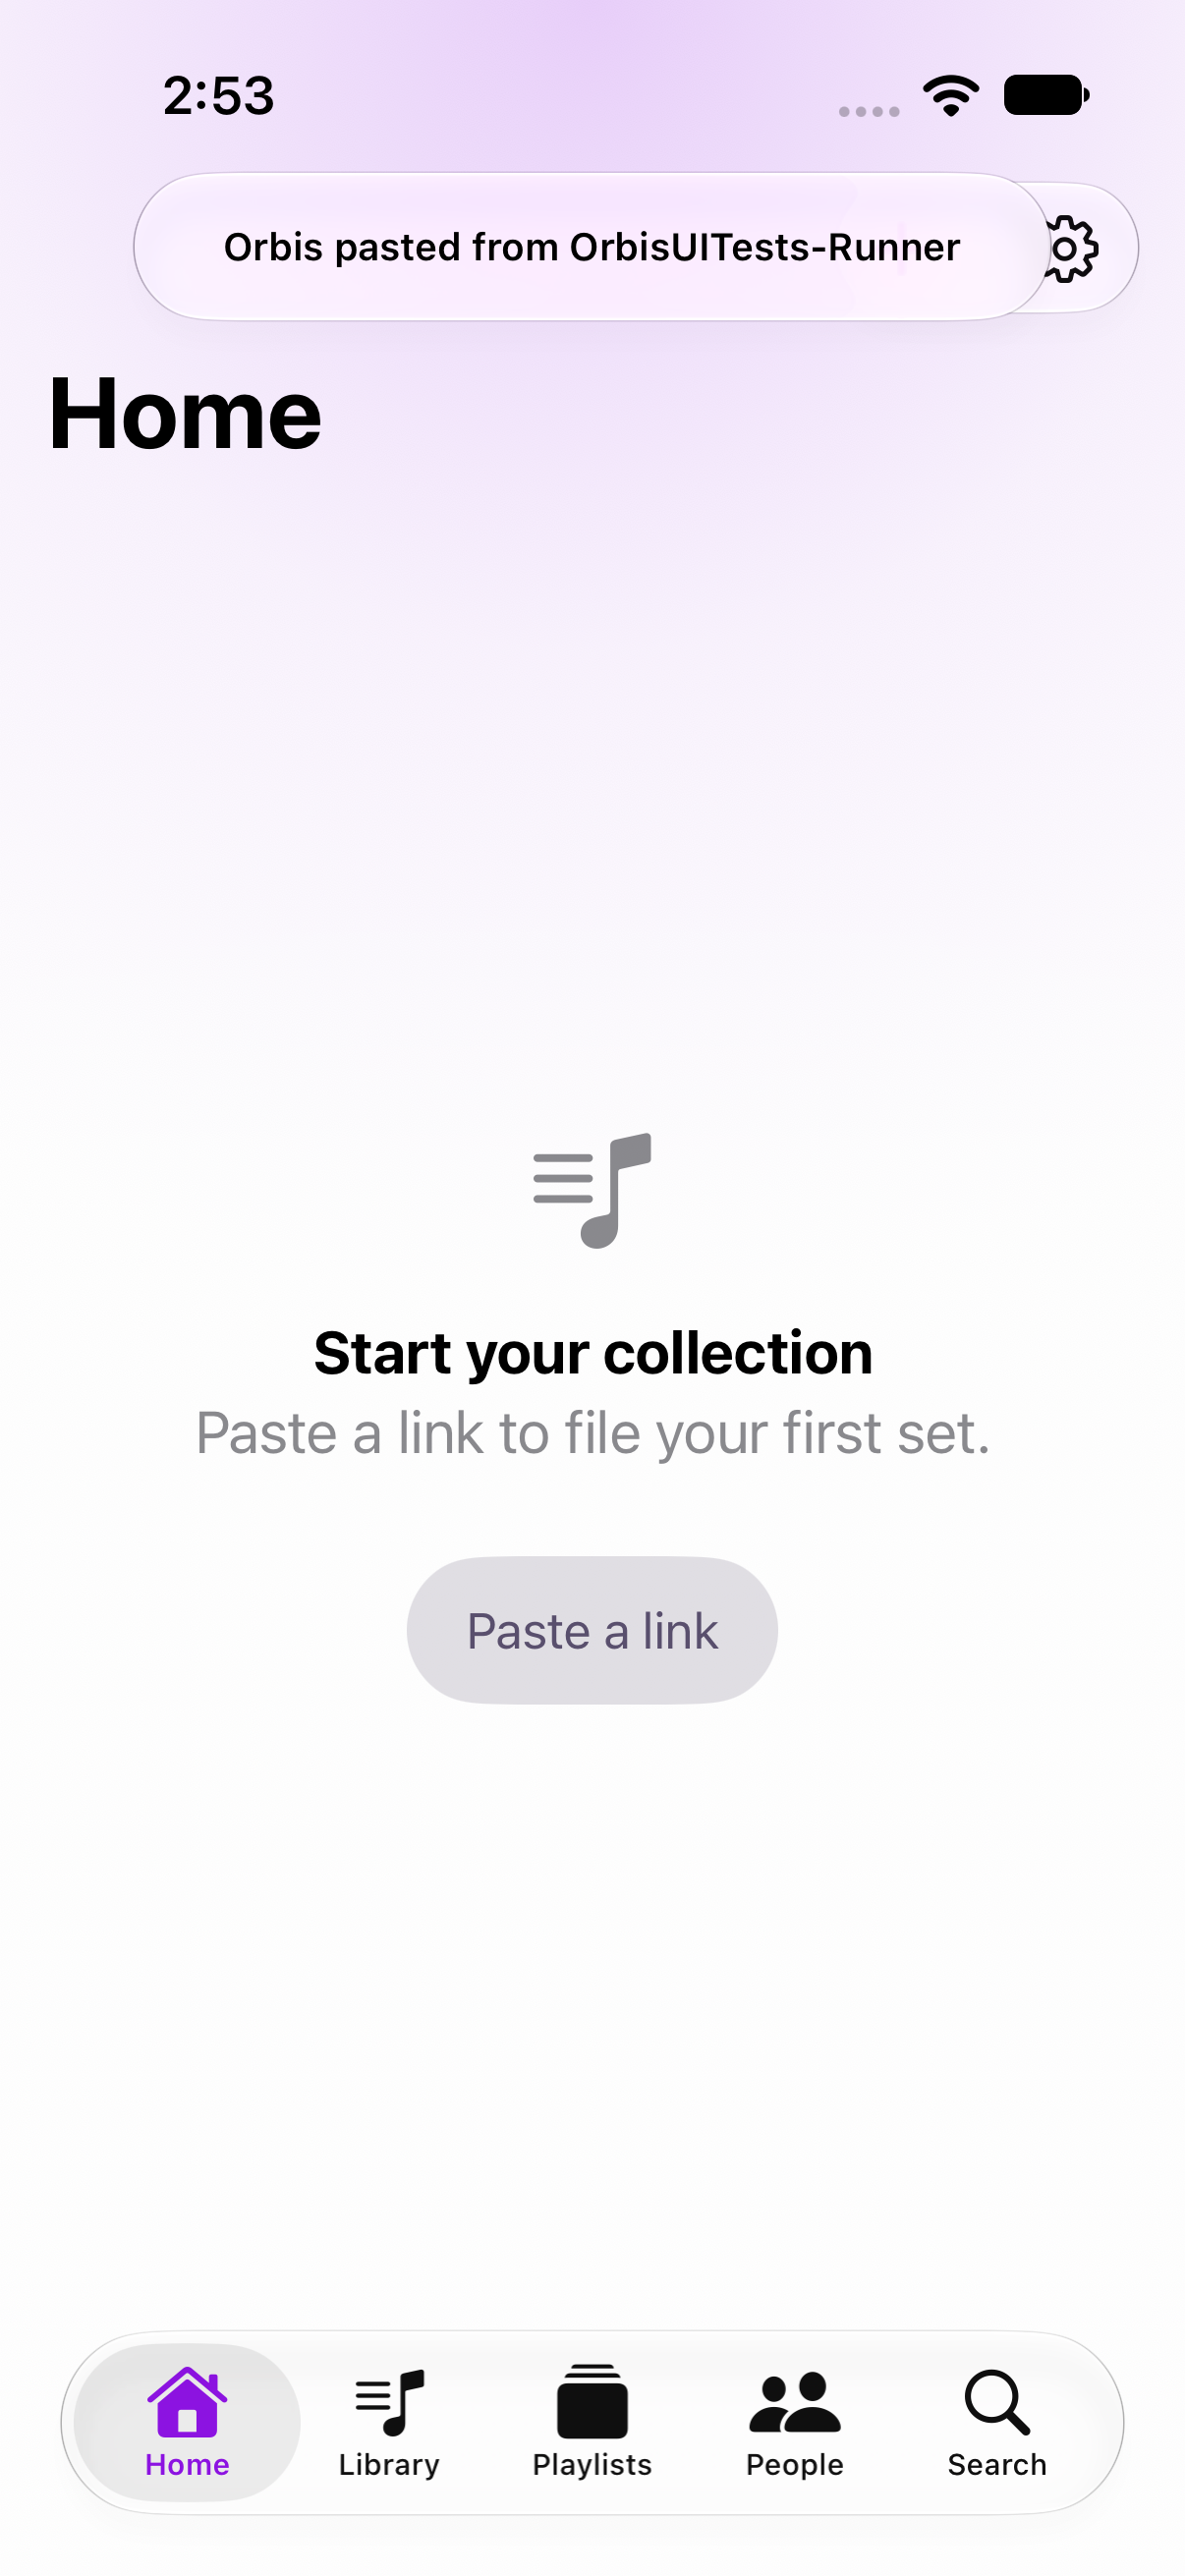 2:53
Orbis pasted from OrbisUITests-Runner
Home
Start your collection
Paste a link to file your first set.
Paste a link
Home
Library
Playlists
People
Search